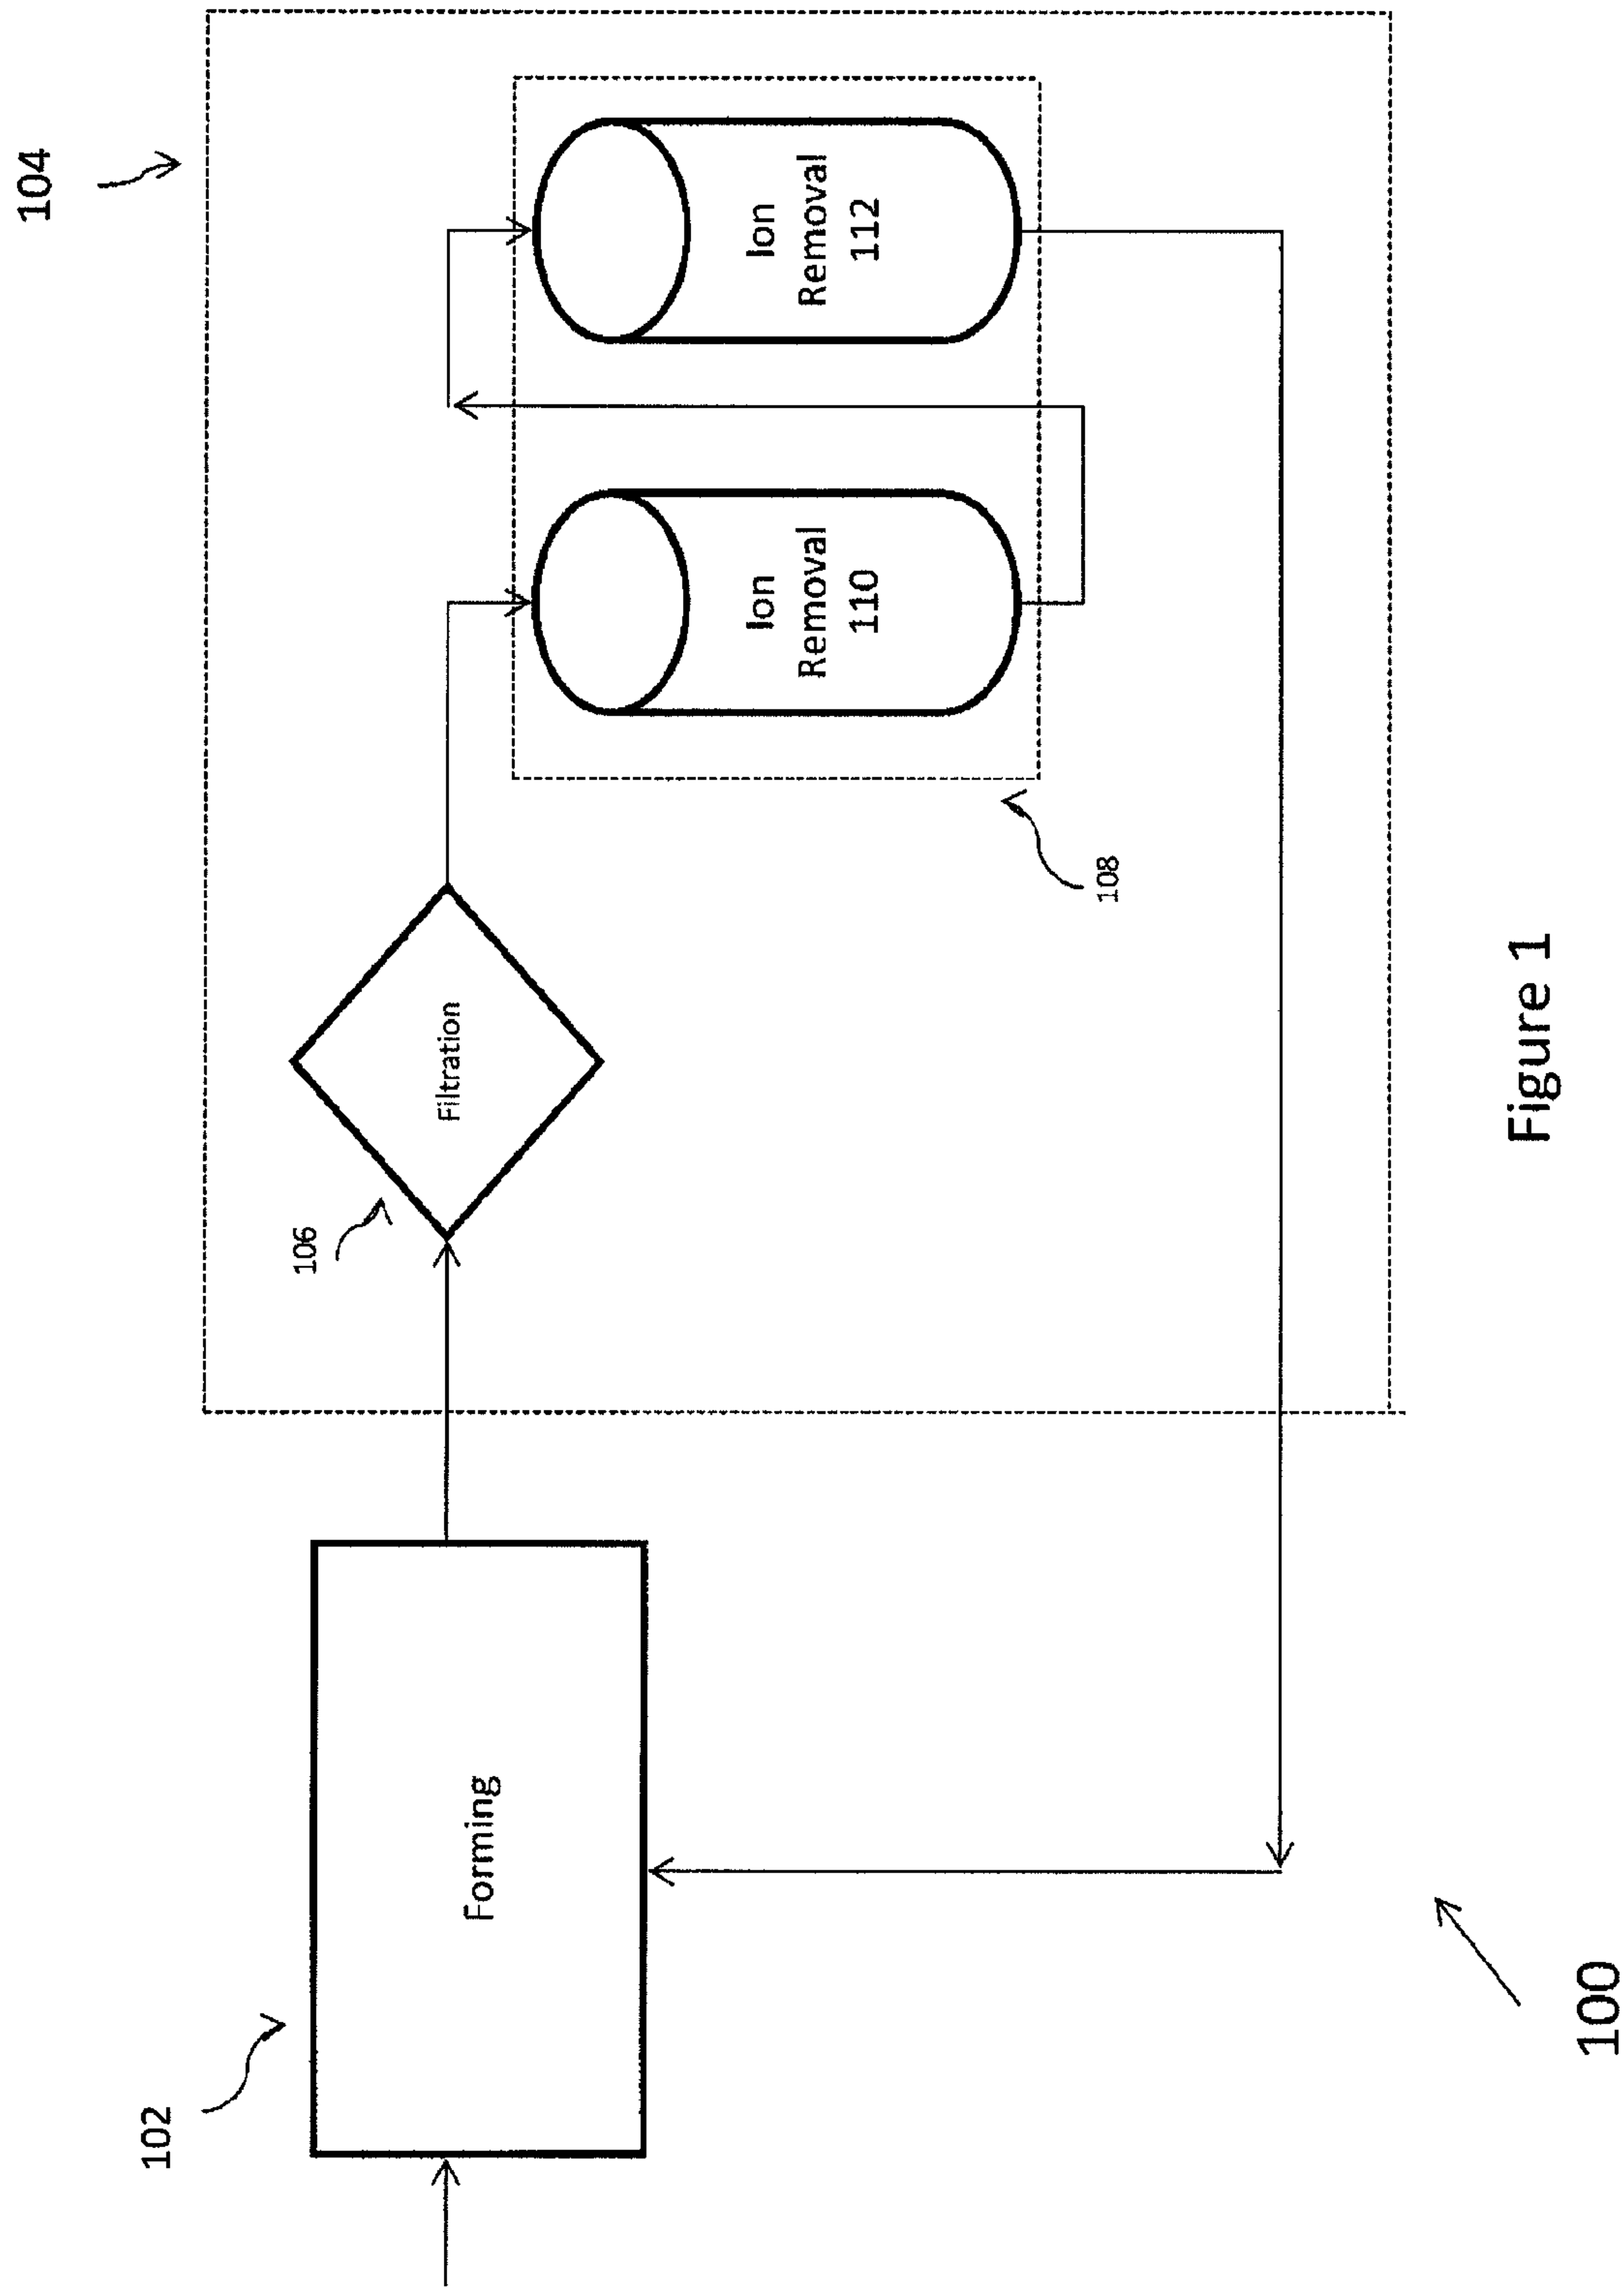 104
102
Forming
106
Filtration
Ion
Removal
110
Ion
Removal
112
108
100
Figure 1